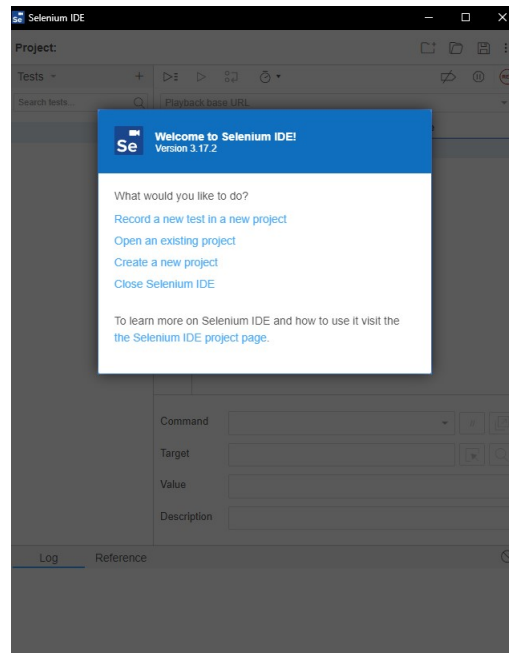 Se Selenium IDE
Project:
Tests
Search tests...
Playback base URL
Se
Welcome to Selenium IDE!
Version 3.17.2
What would you like to do?
Record a new test in a new project
Open an existing project
Create a new project
Close Selenium IDE
To learn more on Selenium IDE and how to use it visit the
the Selenium IDE project page.
Command
Target
Value
Description
Log Reference